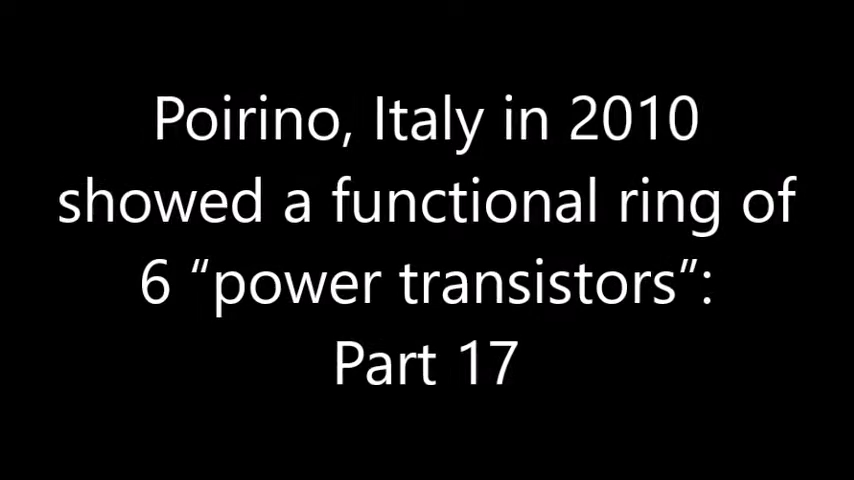 Poirino, Italy in 2010
showed a functional ring of
6 “power transistors”:
Part 17